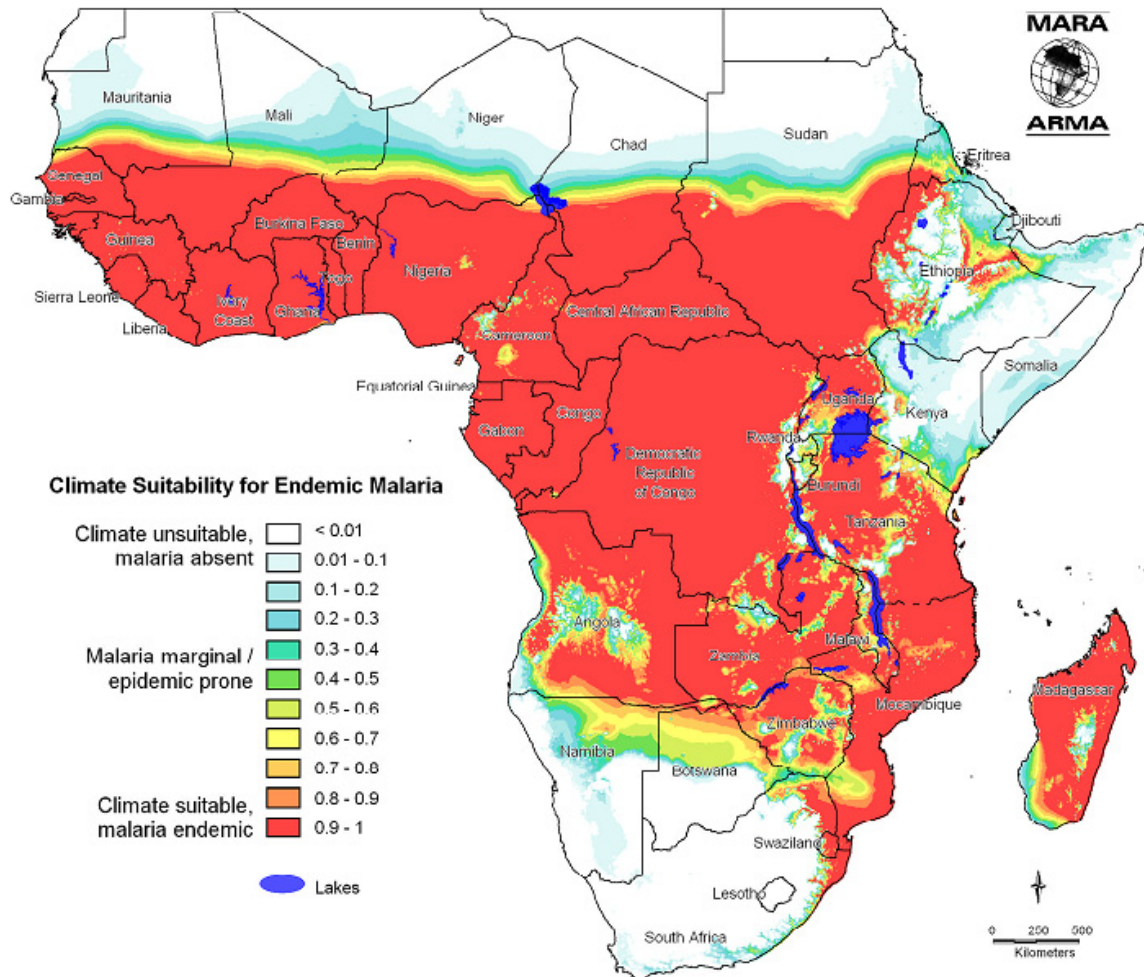 MARA
ARMA
Mauritania
Mali
Niger
Chad
Sudan
Eritrea
Senegal
Gambia
Burkina Faso
Djibouti
Guinea
Benin
Nigeria
Togo
Ethiopia
Sierra Leone
Ivory
Coast
Ghana
Central African Republic
Liberia
Cameroon
Somalia
Equatorial Guinea
Uganda
Kenya
Congo
Gabon
Rwanda
Democratic
Republic
of Congo
Burundi
Tanzania
Climate Suitability for Endemic Malaria
Climate unsuitable,
malaria absent
< 0.01
0.01 - 0.1
0.1 - 0.2
0.2 - 0.3
Malaria marginal /
epidemic prone
0.3 - 0.4
0.4 - 0.5
0.5 - 0.6
0.6 - 0.7
0.7 - 0.8
Climate suitable,
malaria endemic
0.8 - 0.9
0.9 - 1
Lakes
Angola
Malawi
Zambia
Madagascar
Mocambique
Zimbabwe
Namibia
Botswana
Swaziland
Lesotho
South Africa
0 250 500
Kilometers